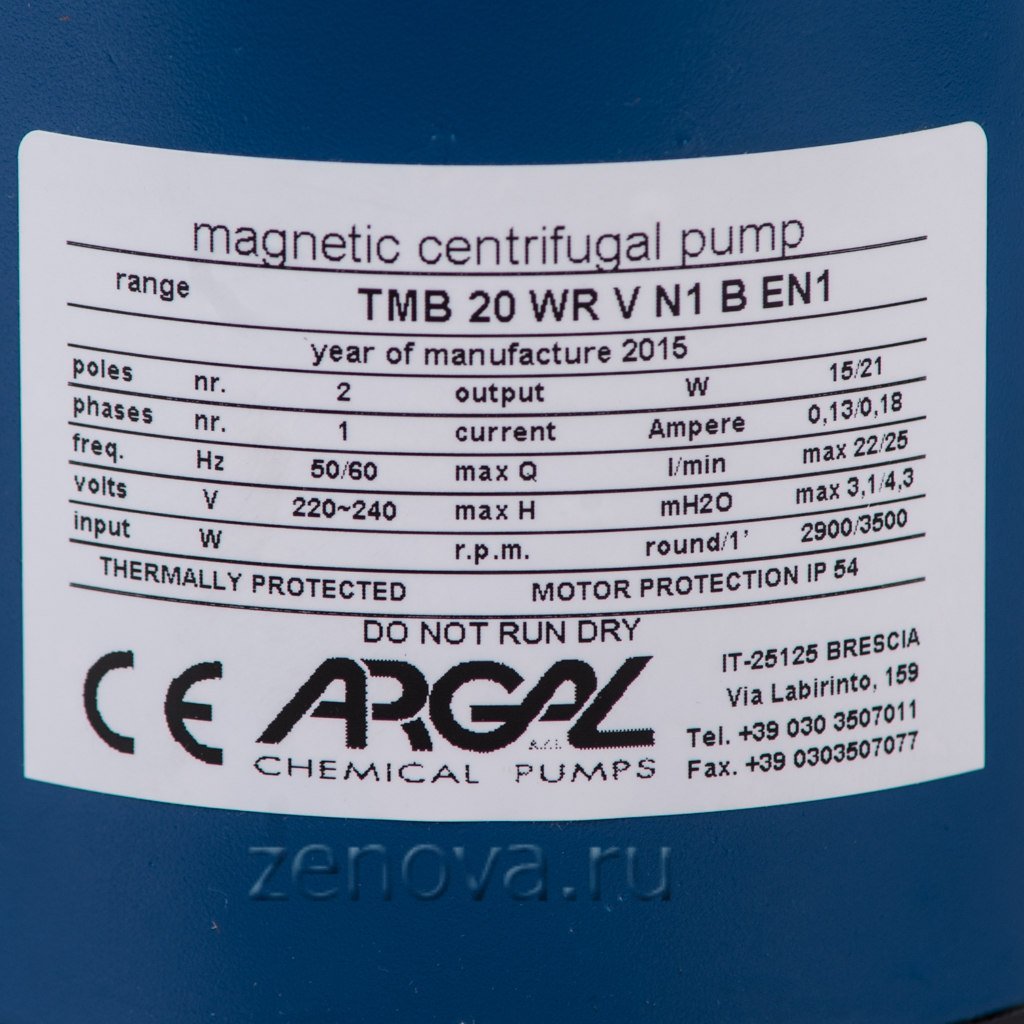 magnetic centrifugal pump
range TMB 20 WR V N1 B EN1
year of manufacture 2015
poles nr. 2 output W 15/21
phases nr. 1 current Ampere 0,13/0,18
freq. Hz 50/60 max Q l/min max 22/25
volts V 220~240 max H mH2O max 3,1/4,3
input W r.p.m. round/1' 2900/3500
THERMALLY PROTECTED MOTOR PROTECTION IP 54
DO NOT RUN DRY
CE ARGAL s.r.l.
CHEMICAL PUMPS
IT-25125 BRESCIA
Via Labirinto, 159
Tel. +39 030 3507011
Fax. +39 0303507077
zenova.ru